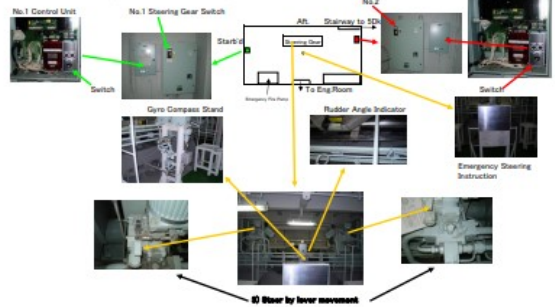 No.1 Control Unit
No.1 Steering Gear Switch
Aft.
Stairway to 5Dk
No.2
Starb'd
Steering Gear
Switch
Emergency Fire Pump
To Eng.Room
Switch
Gyro Compass Stand
Rudder Angle Indicator
Emergency Steering
Instruction
Steer by lever movement